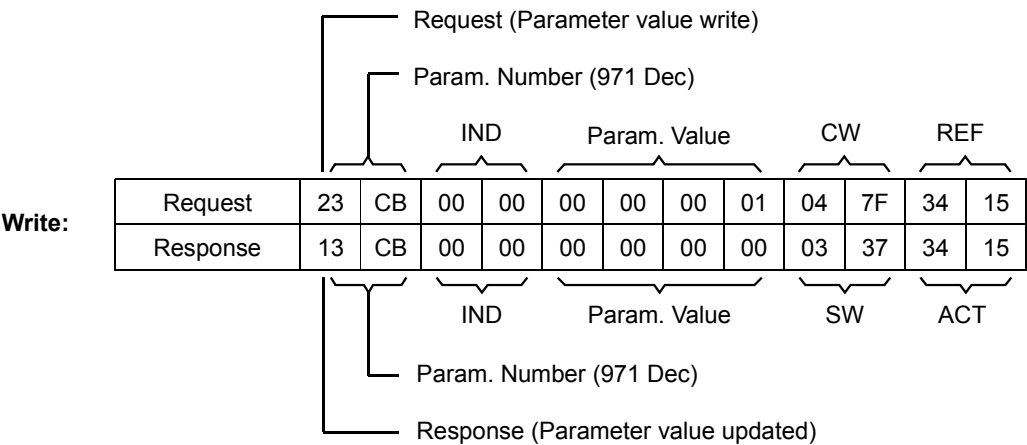 Request (Parameter value write)
Param. Number (971 Dec)
IND Param. Value CW REF
Write:
Request 23 CB 00 00 00 00 00 01 04 7F 34 15
Response 13 CB 00 00 00 00 00 00 03 37 34 15
IND Param. Value SW ACT
Param. Number (971 Dec)
Response (Parameter value updated)